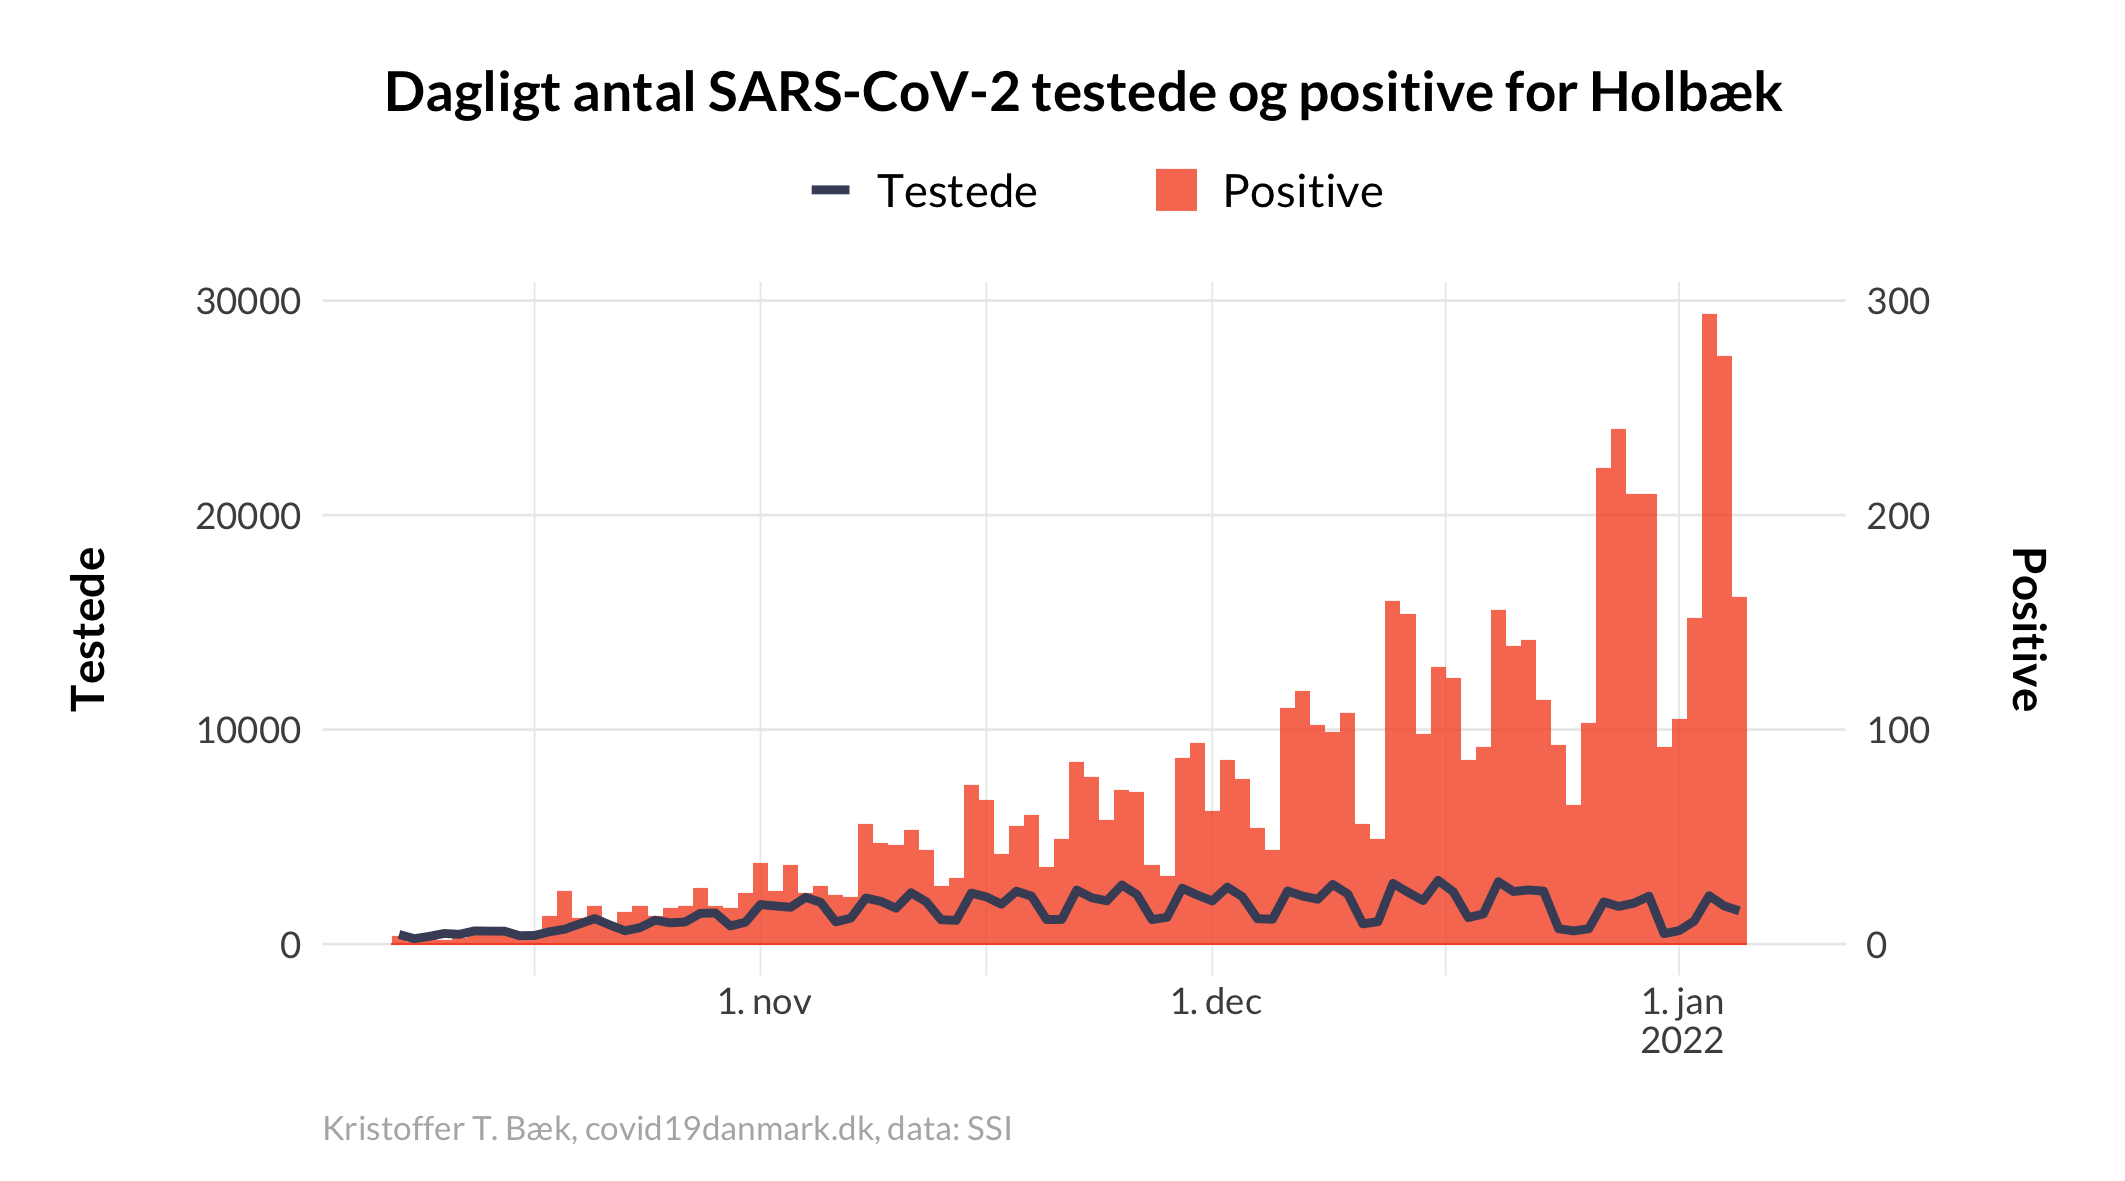 Dagligt antal SARS-CoV-2 testede og positive for Holbæk
Testede
Positive
30000
20000
10000
0
300
200
100
0
Testede
Positive
1. nov
1. dec
1. jan
2022
Kristoffer T. Bæk, covid19danmark.dk, data: SSI